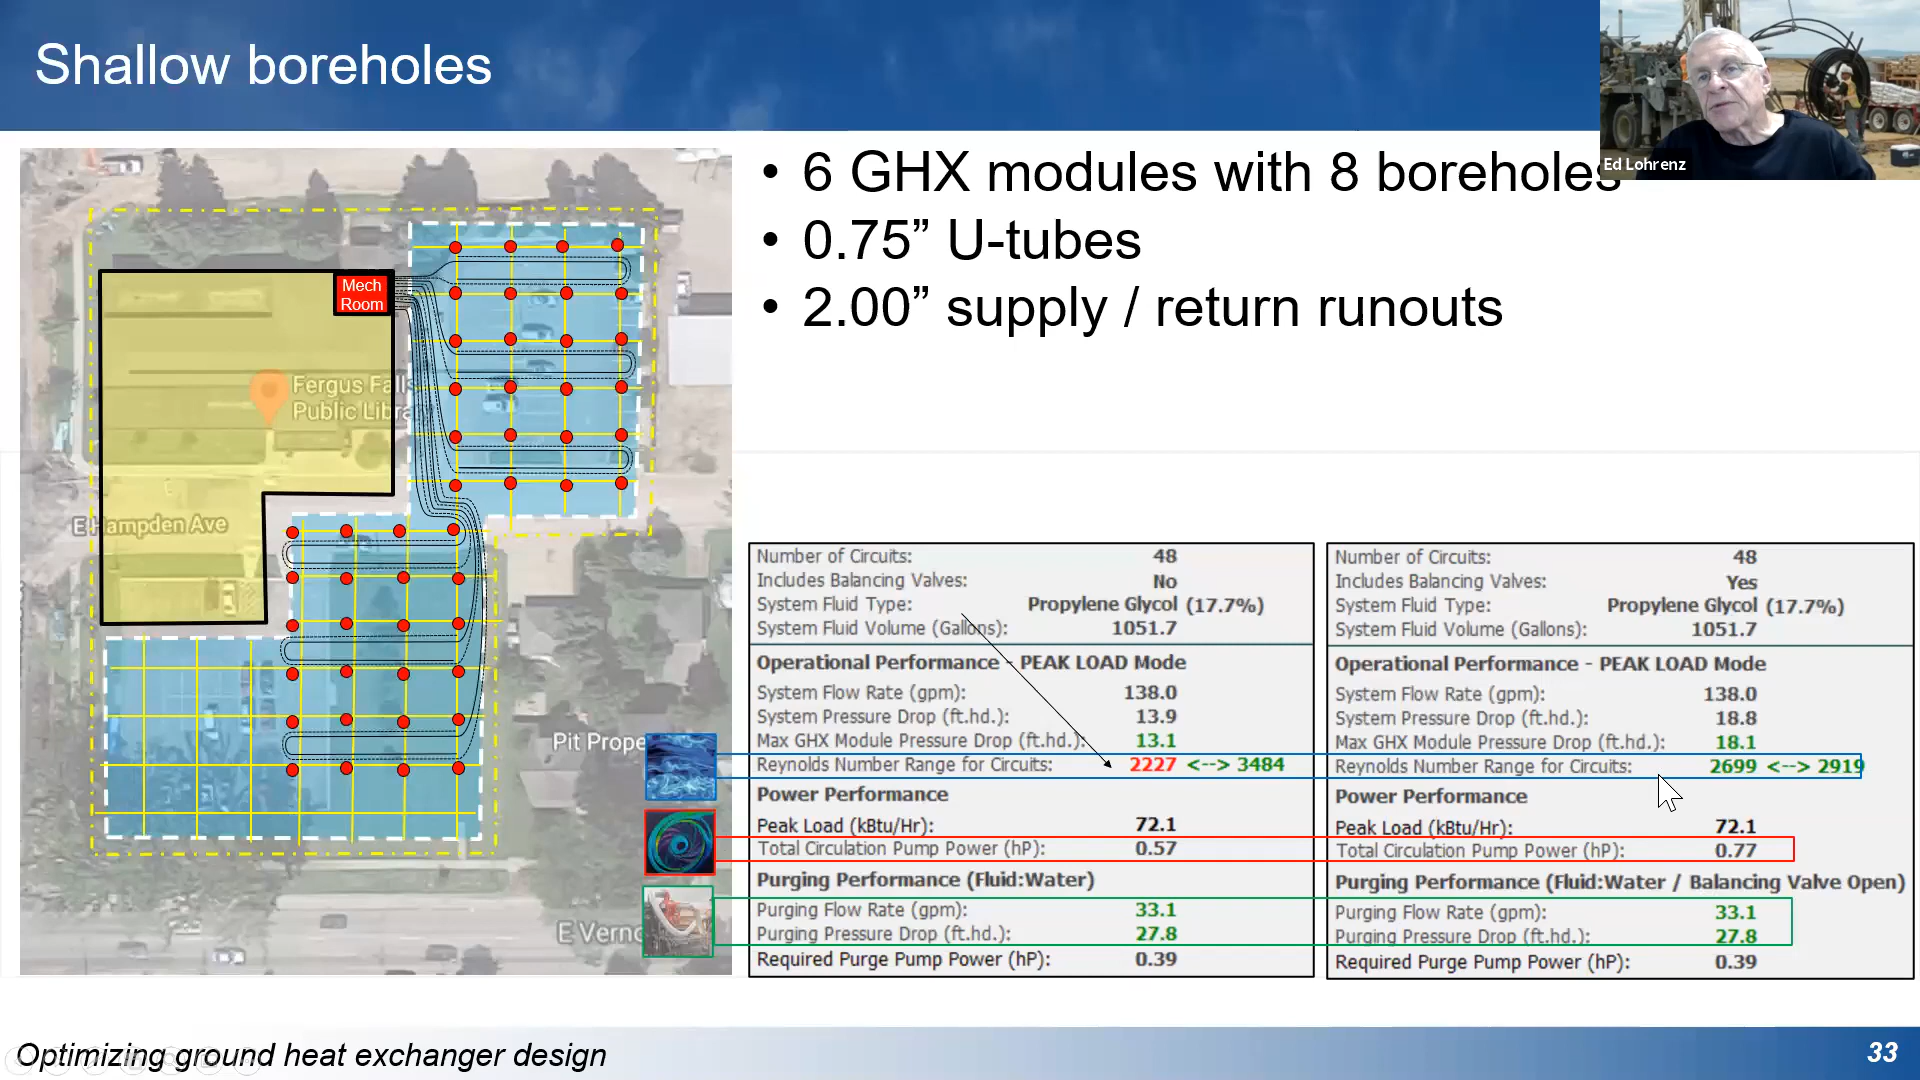 Shallow boreholes
Ed Lohrenz
• 6 GHX modules with 8 boreholes
• 0.75” U-tubes
• 2.00” supply / return runouts
Mech
Room
Fergus Falls
Public Libra
E Hampden Ave
Pit Prope
E Verno
Number of Circuits: 48
Includes Balancing Valves: No
System Fluid Type: Propylene Glycol (17.7%)
System Fluid Volume (Gallons): 1051.7
Operational Performance - PEAK LOAD Mode
System Flow Rate (gpm): 138.0
System Pressure Drop (ft.hd.): 13.9
Max GHX Module Pressure Drop (ft.hd.): 13.1
Reynolds Number Range for Circuits: 2227 <--> 3484
Power Performance
Peak Load (kBtu/Hr): 72.1
Total Circulation Pump Power (hP): 0.57
Purging Performance (Fluid:Water)
Purging Flow Rate (gpm): 33.1
Purging Pressure Drop (ft.hd.): 27.8
Required Purge Pump Power (hP): 0.39
Number of Circuits: 48
Includes Balancing Valves: Yes
System Fluid Type: Propylene Glycol (17.7%)
System Fluid Volume (Gallons): 1051.7
Operational Performance - PEAK LOAD Mode
System Flow Rate (gpm): 138.0
System Pressure Drop (ft.hd.): 18.8
Max GHX Module Pressure Drop (ft.hd.): 18.1
Reynolds Number Range for Circuits: 2699 <--> 2919
Power Performance
Peak Load (kBtu/Hr): 72.1
Total Circulation Pump Power (hP): 0.77
Purging Performance (Fluid:Water / Balancing Valve Open)
Purging Flow Rate (gpm): 33.1
Purging Pressure Drop (ft.hd.): 27.8
Required Purge Pump Power (hP): 0.39
Optimizing ground heat exchanger design
33